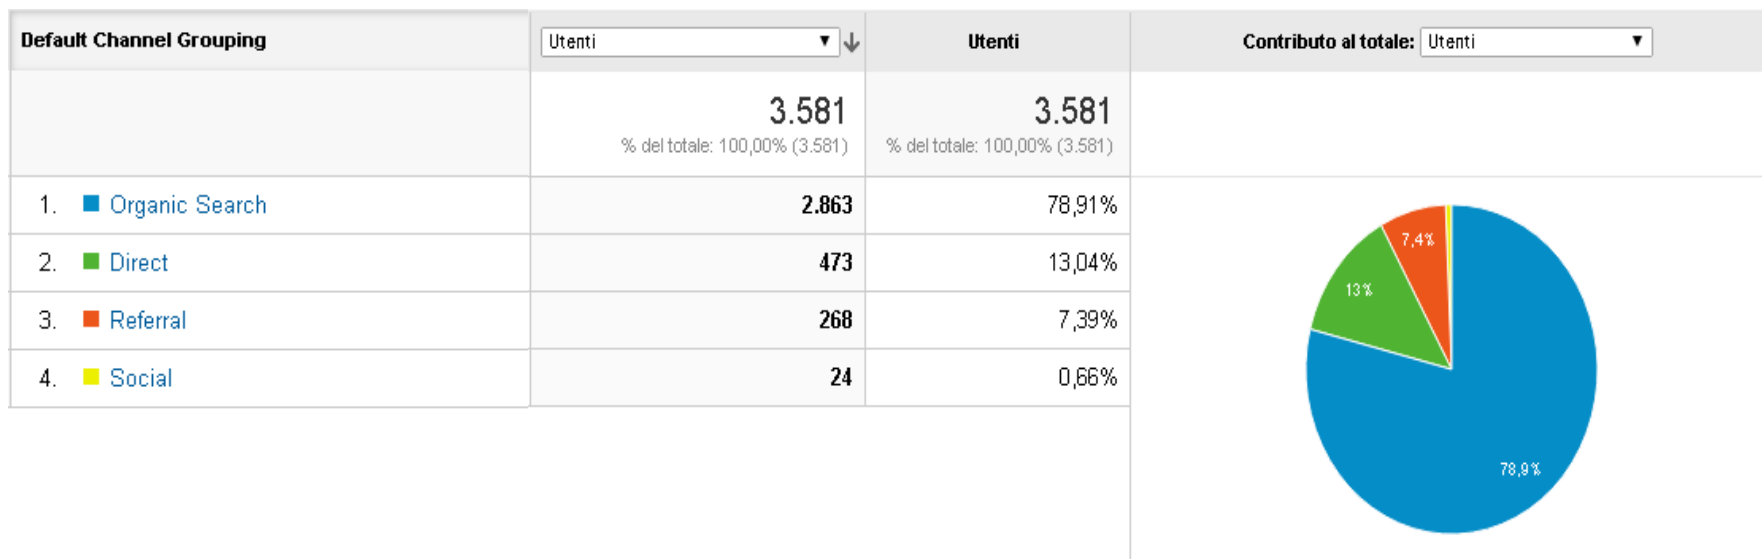 Default Channel Grouping
Utenti
Utenti
Contributo al totale: Utenti
3.581
% del totale: 100,00% (3.581)
3.581
% del totale: 100,00% (3.581)
1. Organic Search 2.863 78,91%
2. Direct 473 13,04%
3. Referral 268 7,39%
4. Social 24 0,66%
7,4%
13%
78,9%